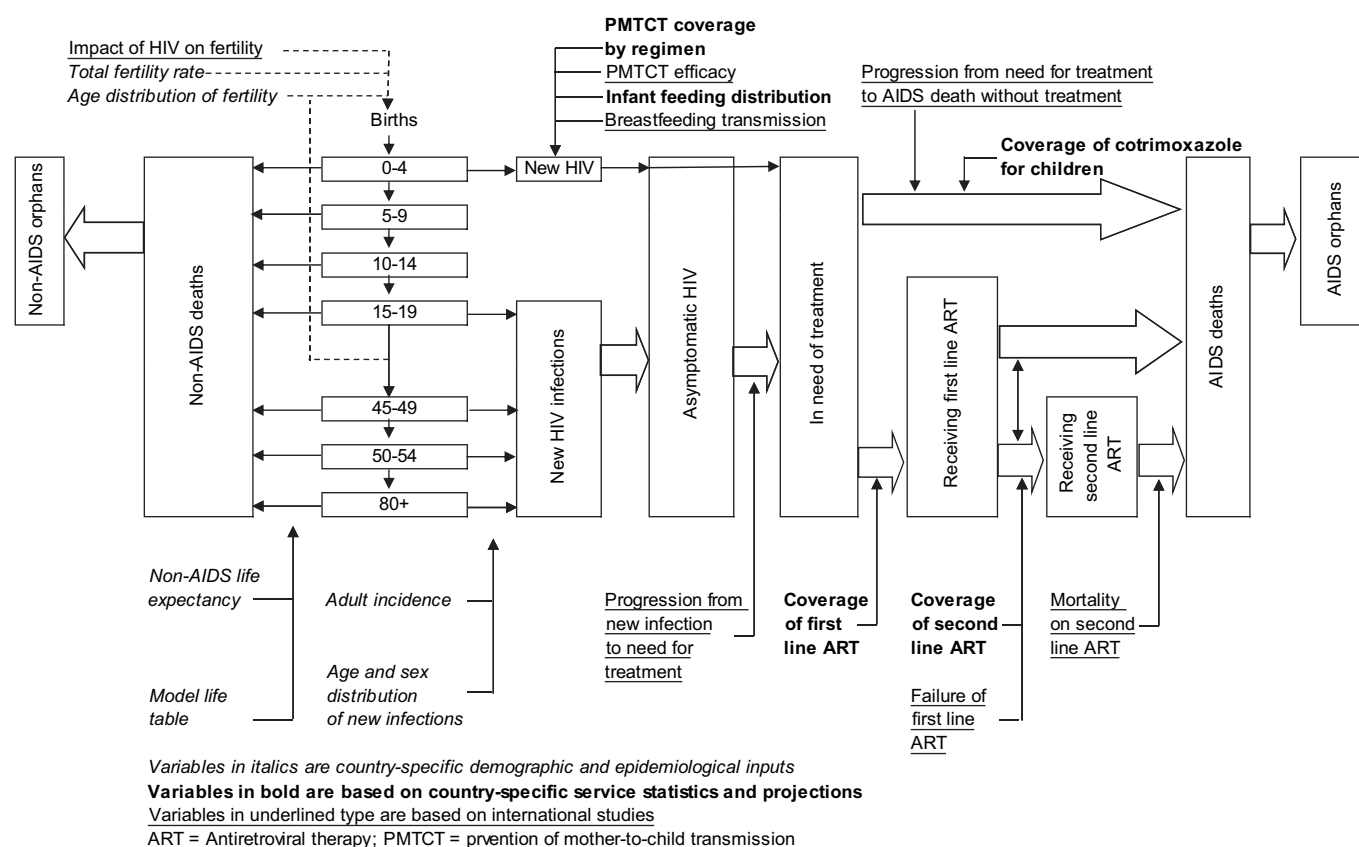 PMTCT coverage
by regimen
PMTCT efficacy
Infant feeding distribution
Breastfeeding transmission
Impact of HIV on fertility
Total fertility rate
Age distribution of fertility
Births
Progression from need for treatment
to AIDS death without treatment
Coverage of cotrimoxazole
for children
Non-AIDS orphans
Non-AIDS deaths
0-4
5-9
10-14
15-19
45-49
50-54
80+
New HIV
New HIV infections
Asymptomatic HIV
In need of treatment
Receiving first line ART
Receiving
second line
ART
AIDS deaths
AIDS orphans
Non-AIDS life
expectancy
Model life
table
Adult incidence
Age and sex
distribution
of new infections
Progression from
new infection
to need for
treatment
Coverage
of first
line ART
Coverage
of second
line ART
Failure of
first line
ART
Mortality
on second
line ART
Variables in italics are country-specific demographic and epidemiological inputs
Variables in bold are based on country-specific service statistics and projections
Variables in underlined type are based on international studies
ART = Antiretroviral therapy; PMTCT = prvention of mother-to-child transmission